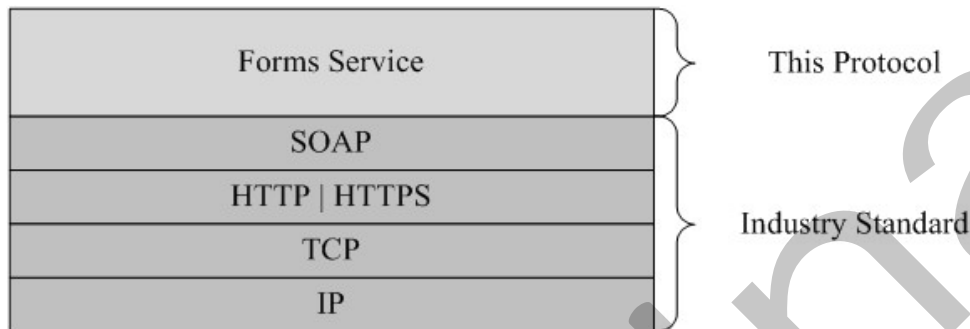 Forms Service
This Protocol
SOAP
HTTP | HTTPS
Industry Standard
TCP
IP